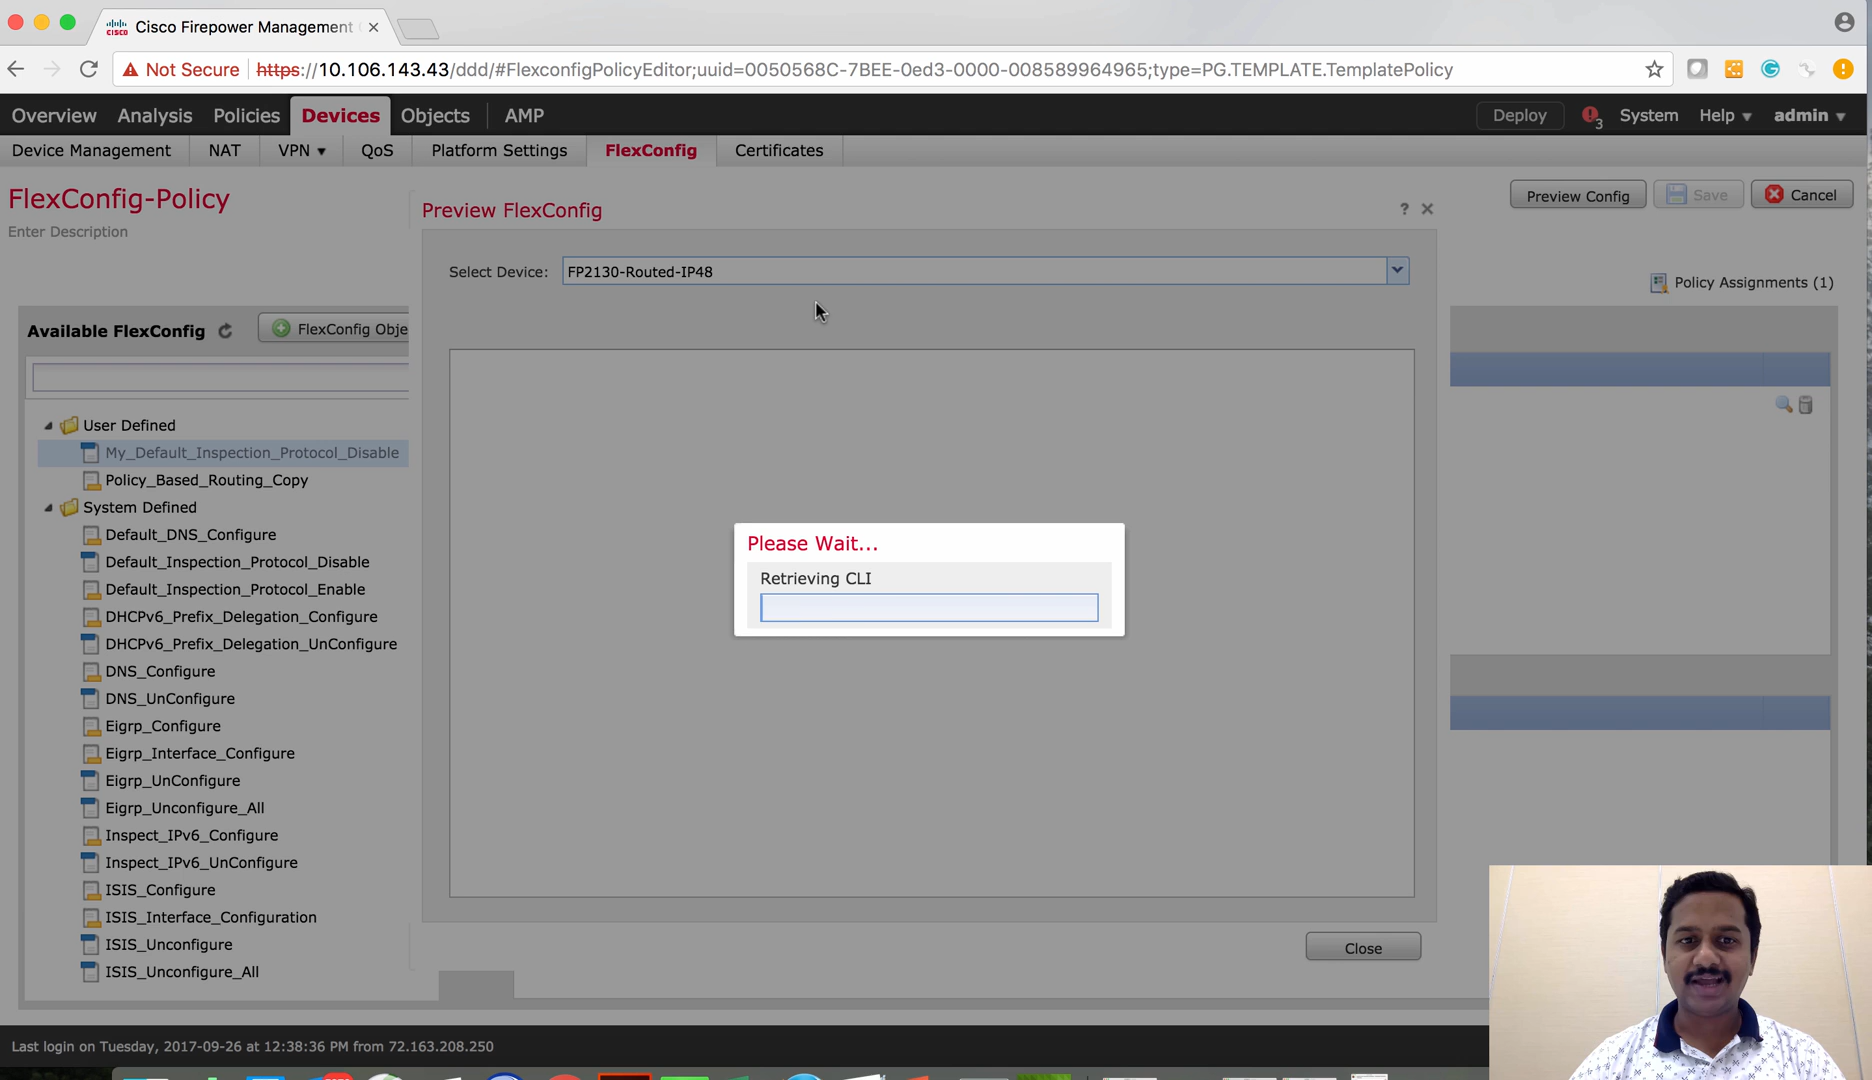 Cisco Firepower Management
Not Secure https://10.106.143.43/ddd/#FlexconfigPolicyEditor;uuid=0050568C-7BEE-0ed3-0000-008589964965;type=PG.TEMPLATE.TemplatePolicy
Overview Analysis Policies Devices Objects AMP Deploy 3 System Help admin
Device Management NAT VPN QoS Platform Settings FlexConfig Certificates
FlexConfig-Policy
Enter Description
Preview Config Save Cancel
Preview FlexConfig ?
Select Device: FP2130-Routed-IP48
Policy Assignments (1)
Available FlexConfig FlexConfig Obje
User Defined
My_Default_Inspection_Protocol_Disable
Policy_Based_Routing_Copy
System Defined
Default_DNS_Configure
Default_Inspection_Protocol_Disable
Default_Inspection_Protocol_Enable
DHCPv6_Prefix_Delegation_Configure
DHCPv6_Prefix_Delegation_UnConfigure
DNS_Configure
DNS_UnConfigure
Eigrp_Configure
Eigrp_Interface_Configure
Eigrp_UnConfigure
Eigrp_Unconfigure_All
Inspect_IPv6_Configure
Inspect_IPv6_UnConfigure
ISIS_Configure
ISIS_Interface_Configuration
ISIS_Unconfigure
ISIS_Unconfigure_All
Please Wait...
Retrieving CLI
Close
Last login on Tuesday, 2017-09-26 at 12:38:36 PM from 72.163.208.250